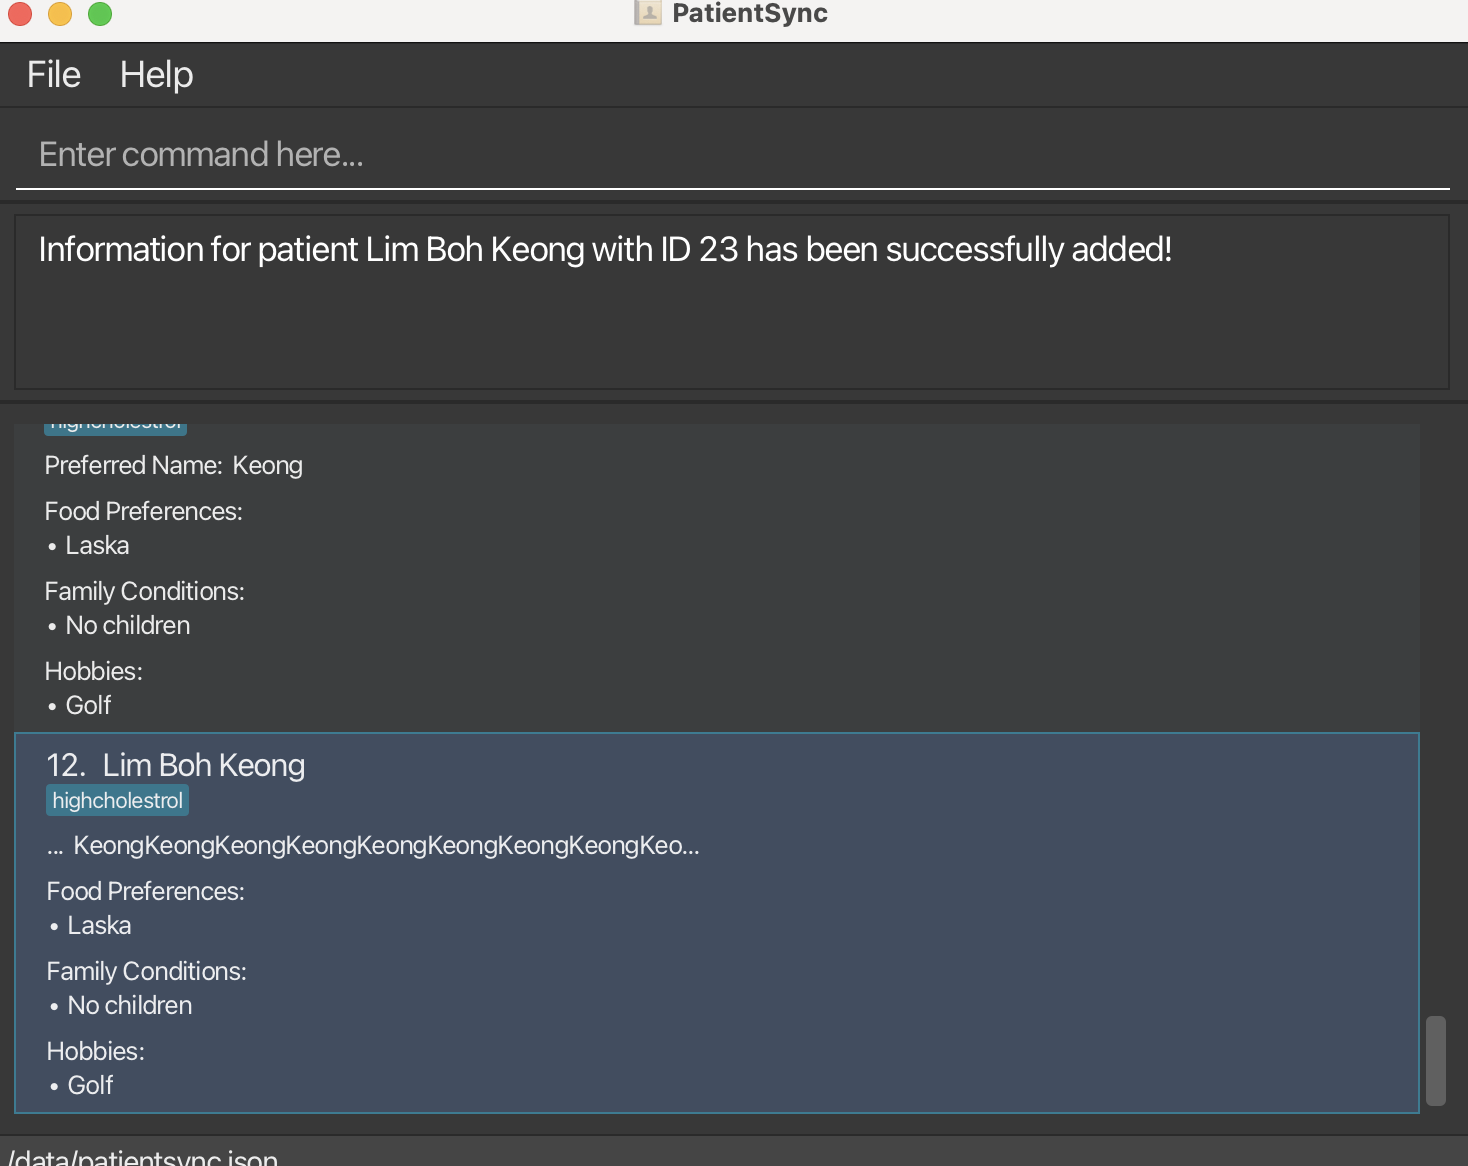 PatientSync
File Help
Enter command here...
Information for patient Lim Boh Keong with ID 23 has been successfully added!
highcholestrol
Preferred Name: Keong
Food Preferences:
• Laska
Family Conditions:
• No children
Hobbies:
• Golf
12. Lim Boh Keong
highcholestrol
... KeongKeongKeongKeongKeongKeongKeongKeongKeo...
Food Preferences:
• Laska
Family Conditions:
• No children
Hobbies:
• Golf
/data/patientsync.json